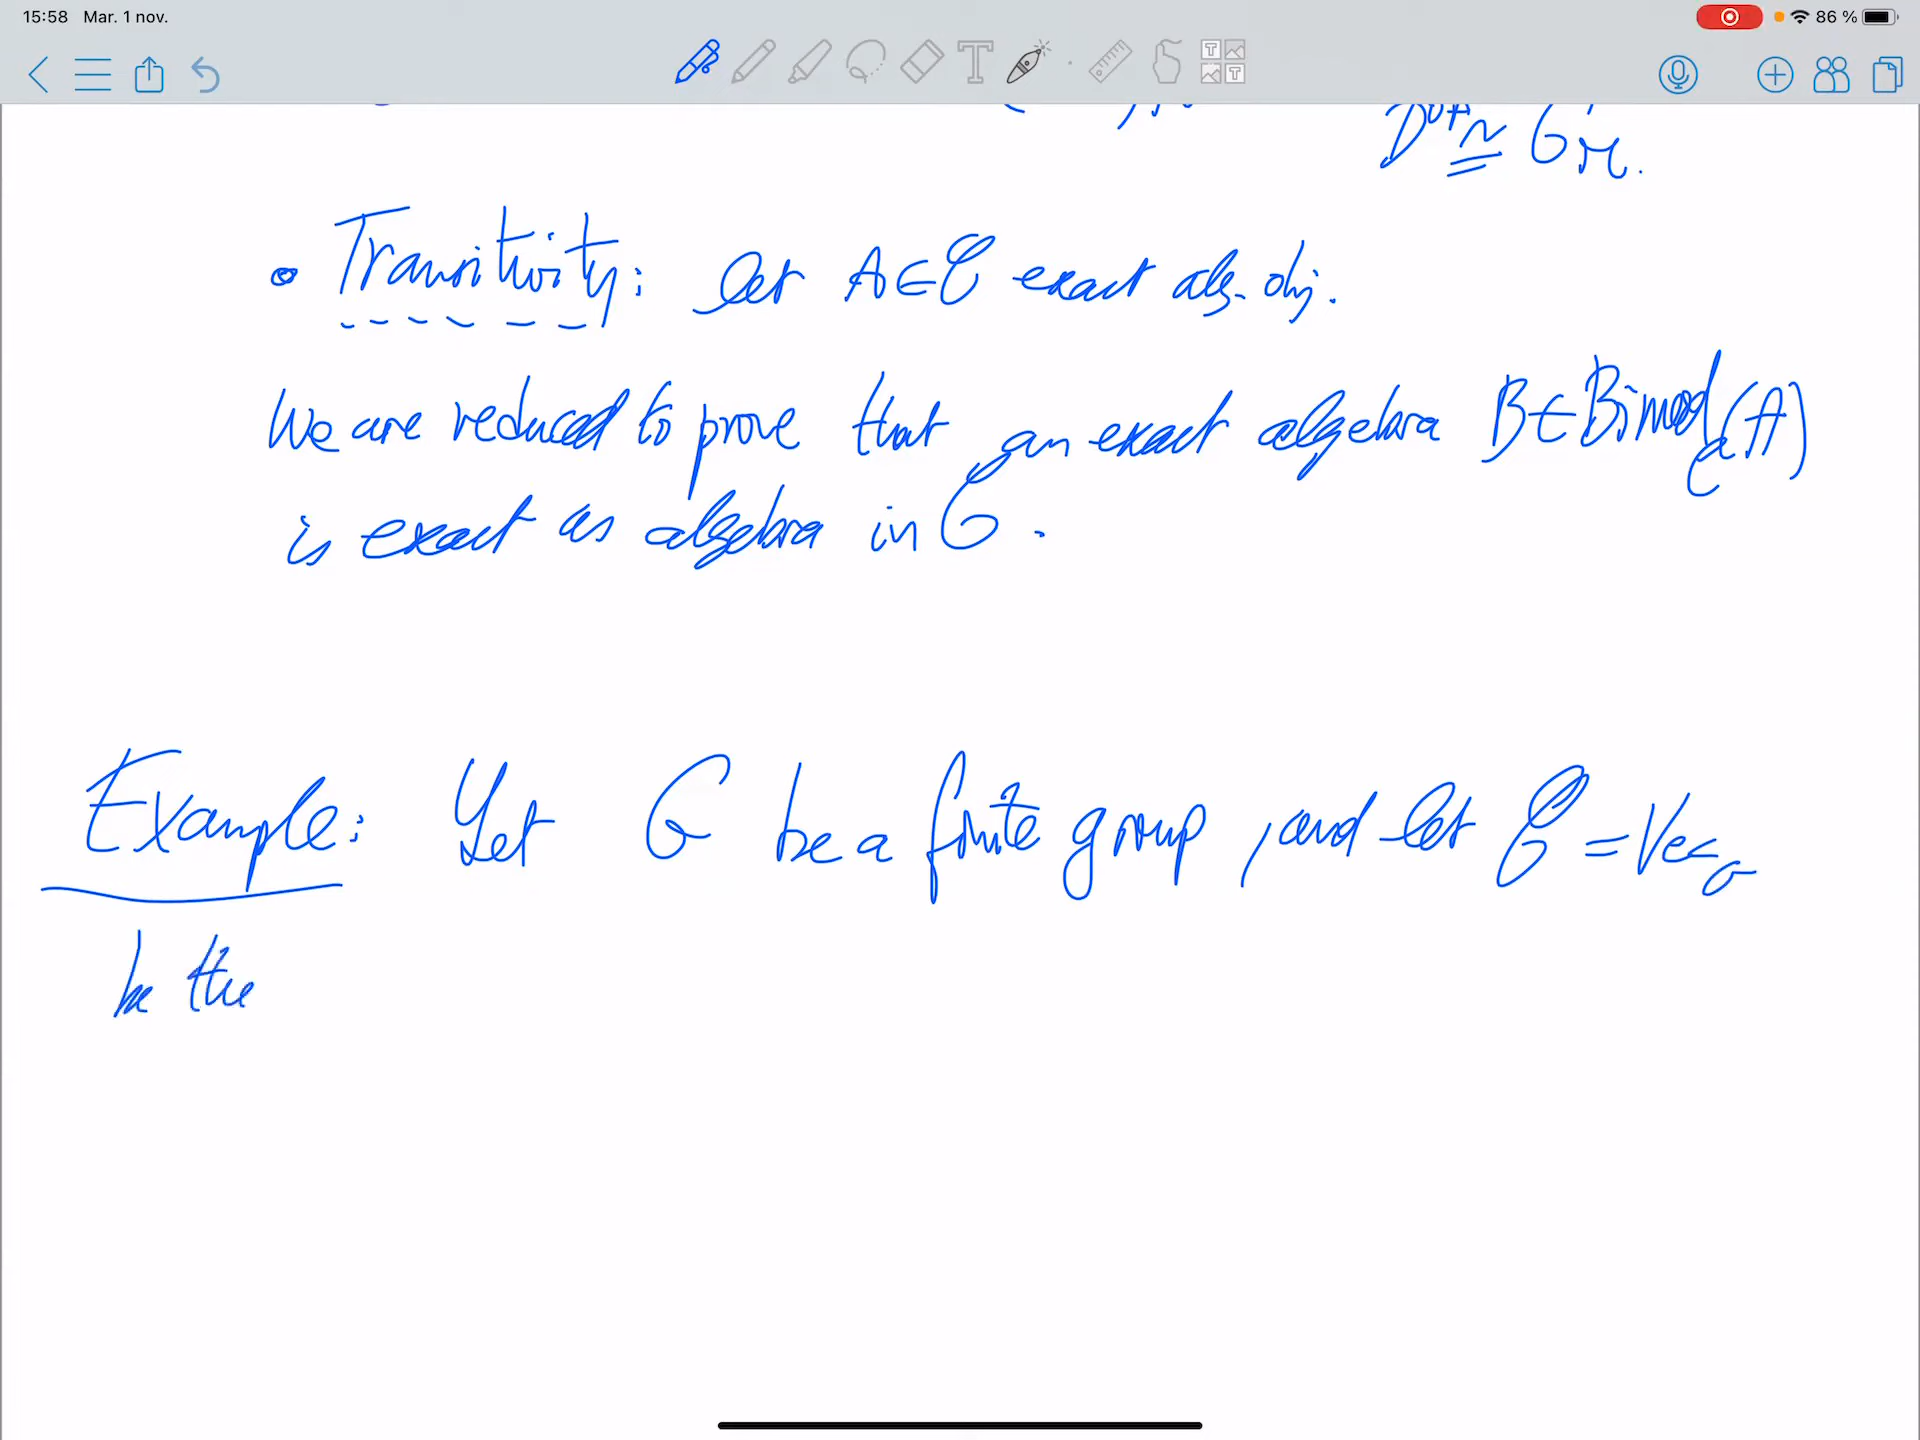 15:58 Mar. 1 nov. 86 %
D^op ≅ C*_M.
• Transitivity: let A ∈ C exact alg. obj.
We are reduced to prove that an exact algebra B ∈ Bimod_C(A)
is exact as algebra in C.
Example: Let G be a finite group, and let C = Vec_G
be the